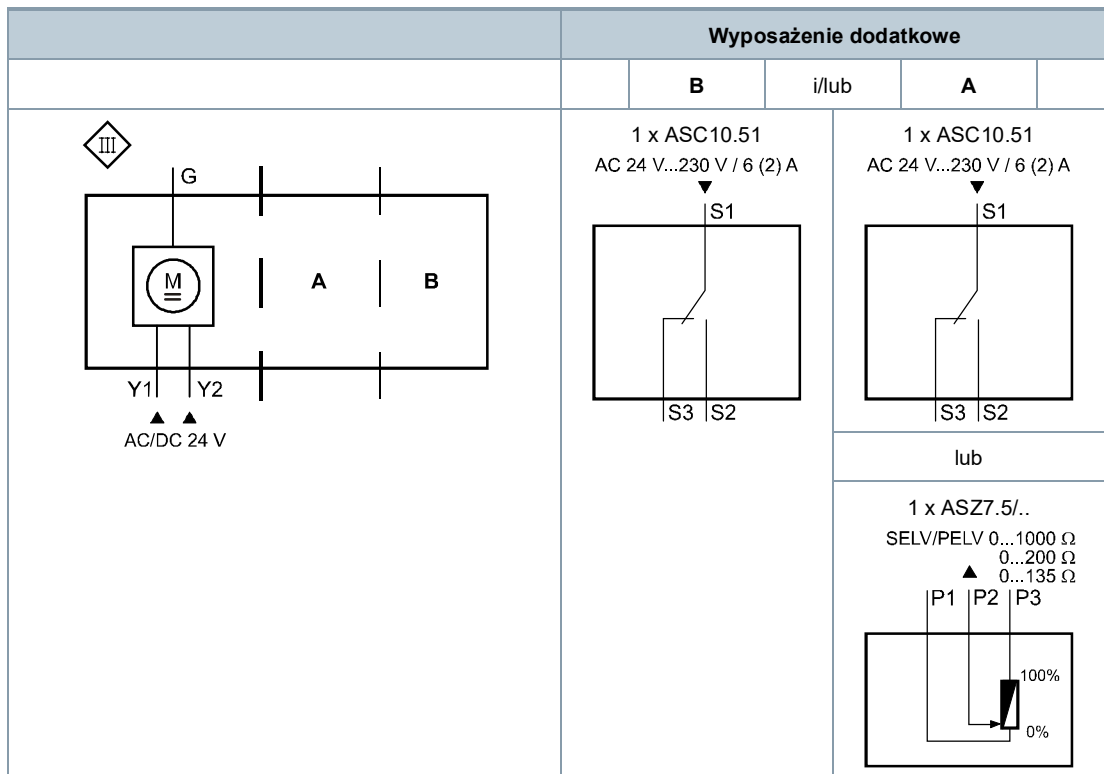 Wyposażenie dodatkowe
B i/lub A
III
G
M
A B
Y1 Y2
AC/DC 24 V
1 x ASC10.51
AC 24 V...230 V / 6 (2) A
S1
S3 S2
1 x ASC10.51
AC 24 V...230 V / 6 (2) A
S1
S3 S2
lub
1 x ASZ7.5/..
SELV/PELV 0...1000 Ω
0...200 Ω
0...135 Ω
P1 P2 P3
100%
0%